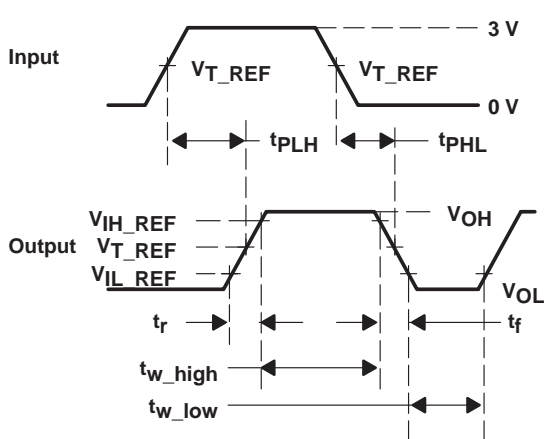 3 V
Input
VT_REF VT_REF
0 V
tPLH tPHL
VIH_REF VOH
Output VT_REF
VIL_REF VOL
tr tf
tw_high
tw_low